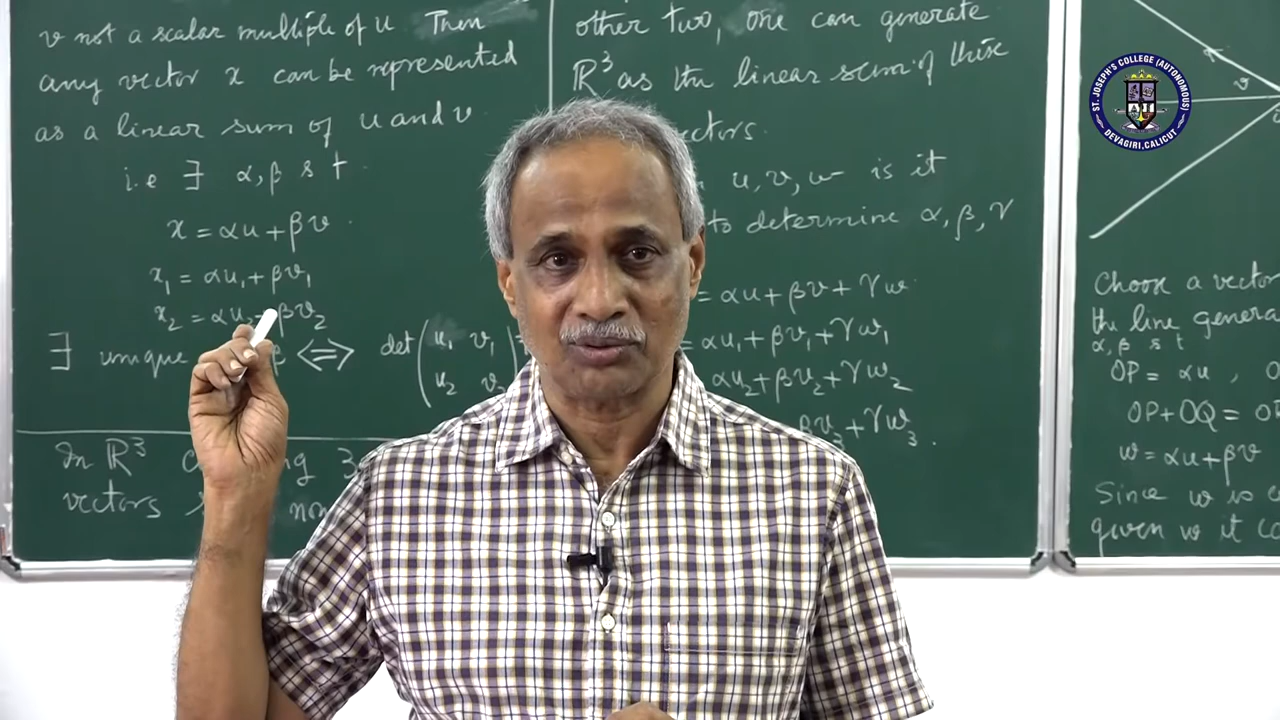 v not a scalar multiple of u Then
any vector x can be represented
as a linear sum of u and v
i.e ∃ α, β s t
x = αu + βv.
x₁ = αu₁ + βv₁
x₂ = αu₂ βv₂
∃ unique β ⟺ det(u₁ v₁
u₂ v₂
In ℝ³ 3
vectors non
other two, one can generate
ℝ³ as the linear sum of these
vectors.
u, v, w is it
to determine α, β, γ
= αu + βv + γw.
= αu₁ + βv₁ + γw₁
αu₂ + βv₂ + γw₂
βv₃ + γw₃.
v
Choose a vector
the line genera
α, β s t
OP = αu, O
OP + OQ = O
w = αu + βv
Since w is
given w it c
ST. JOSEPH'S COLLEGE (AUTONOMOUS)
DEVAGIRI, CALICUT